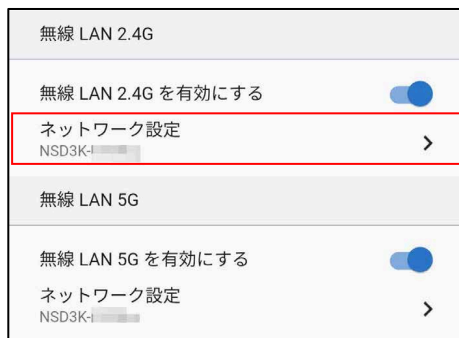 無線 LAN 2.4G
無線 LAN 2.4G を有効にする
ネットワーク設定
NSD3K-
無線 LAN 5G
無線 LAN 5G を有効にする
ネットワーク設定
NSD3K-